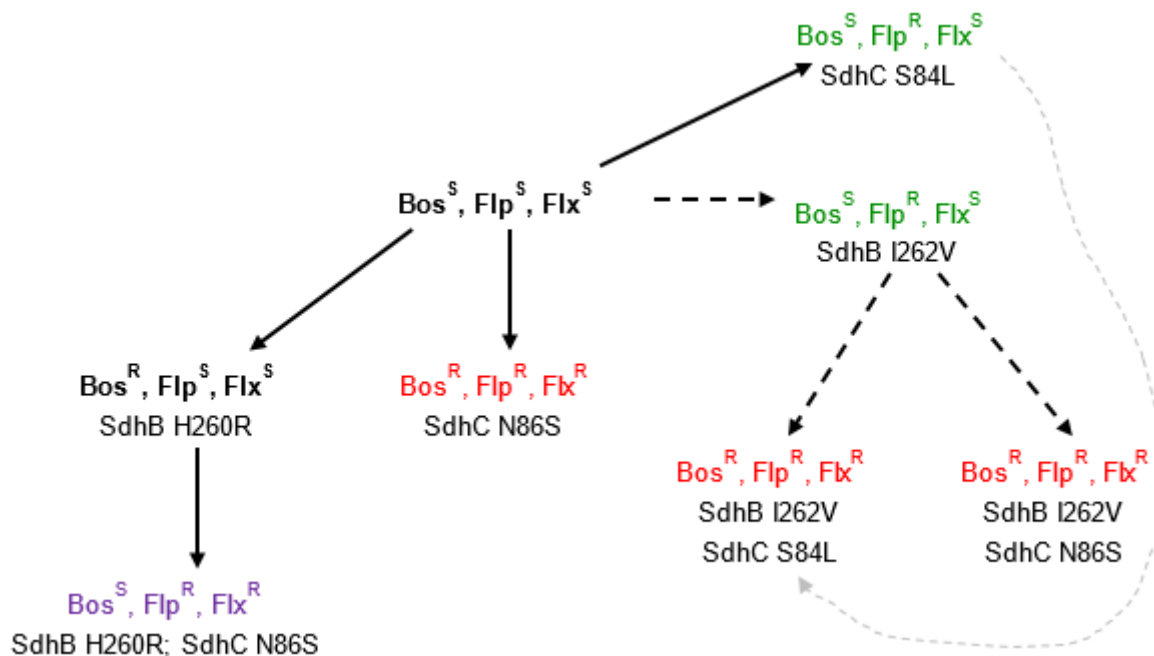 Bos^S, Flp^R, Flx^S
SdhC S84L
Bos^S, Flp^S, Flx^S
Bos^S, Flp^R, Flx^S
SdhB I262V
Bos^R, Flp^S, Flx^S
SdhB H260R
Bos^R, Flp^R, Flx^R
SdhC N86S
Bos^R, Flp^R, Flx^R
SdhB I262V
SdhC S84L
Bos^R, Flp^R, Flx^R
SdhB I262V
SdhC N86S
Bos^S, Flp^R, Flx^R
SdhB H260R; SdhC N86S